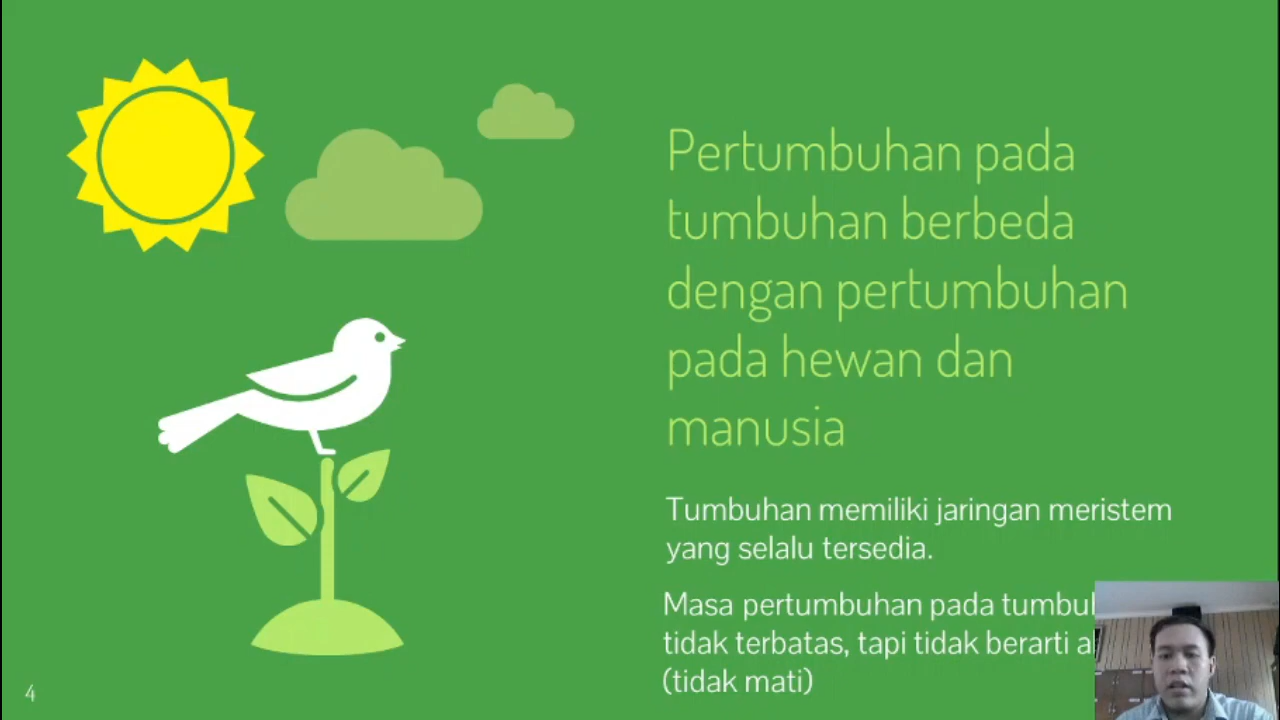 Pertumbuhan pada
tumbuhan berbeda
dengan pertumbuhan
pada hewan dan
manusia
Tumbuhan memiliki jaringan meristem
yang selalu tersedia.
Masa pertumbuhan pada
tidak terbatas, tapi tidak berarti
(tidak mati)
4